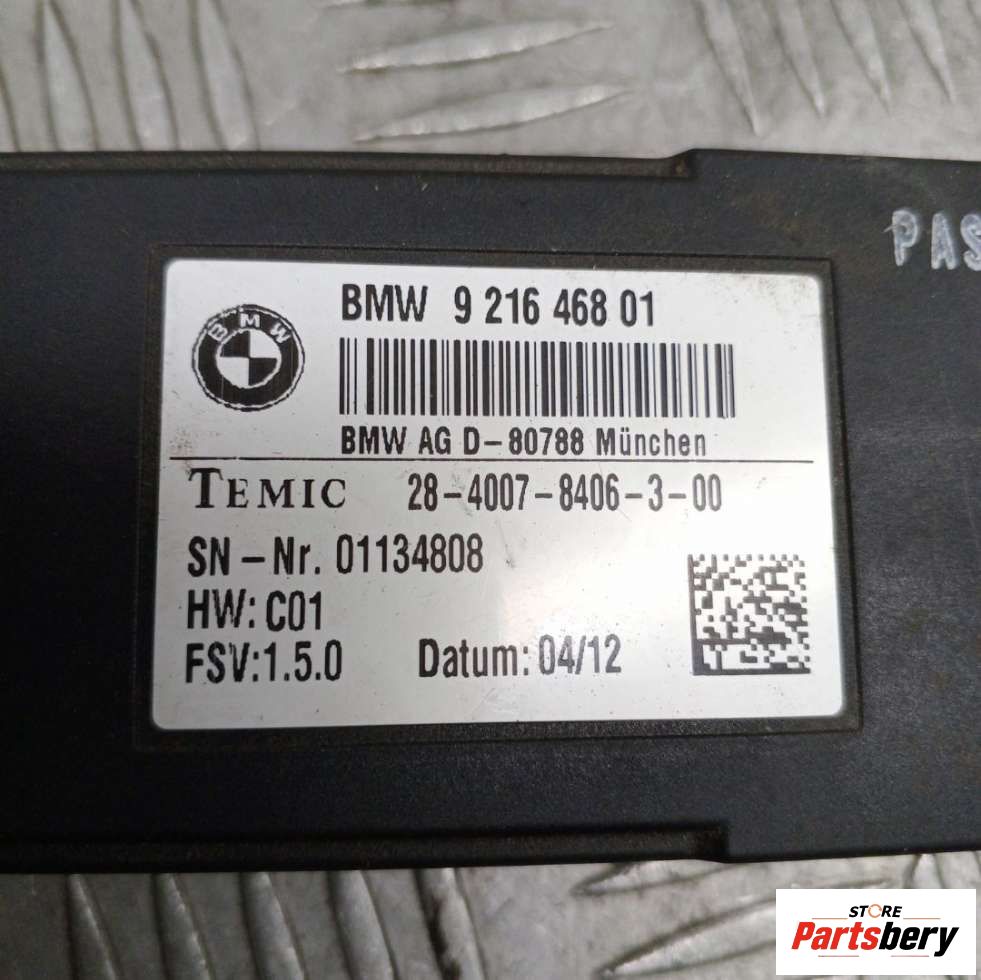 PAS
BMW 9 216 468 01
BMW
BMW AG D-80788 München
TEMIC 28-4007-8406-3-00
SN-Nr. 01134808
HW: C01
FSV:1.5.0 Datum: 04/12
STORE
Partsbery